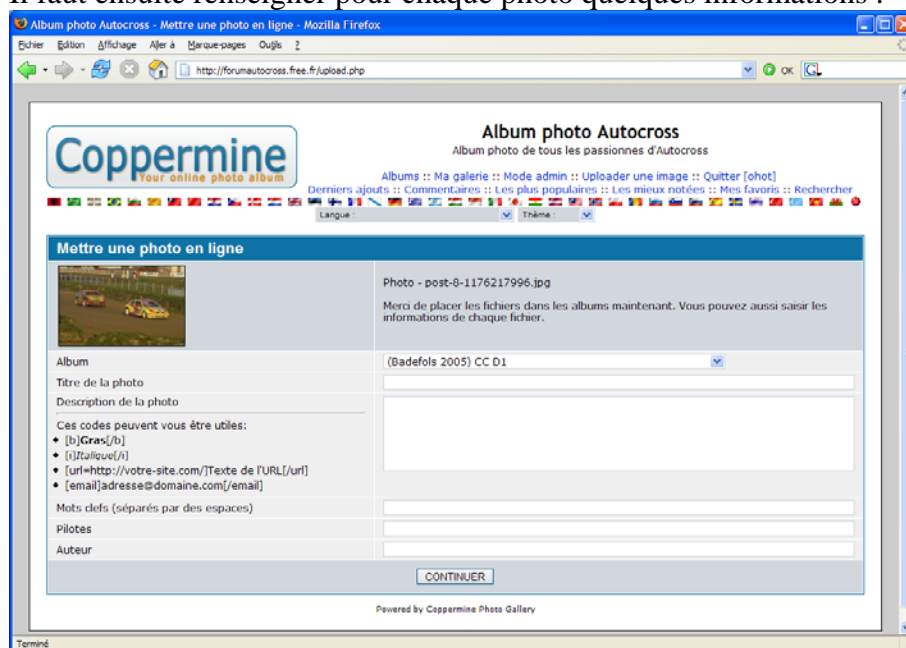 Il faut ensuite renseigner pour chaque photo quelques informations :
Album photo Autocross - Mettre une photo en ligne - Mozilla Firefox
Fichier Edition Affichage Aller à Marque-pages Outils ?
http://forumautocross.free.fr/upload.php
OK
Coppermine
Your online photo album
Album photo Autocross
Album photo de tous les passionnes d'Autocross
Albums :: Ma galerie :: Mode admin :: Uploader une image :: Quitter [ohot]
Derniers ajouts :: Commentaires :: Les plus populaires :: Les mieux notées :: Mes favoris :: Rechercher
Langue : Thème :
Mettre une photo en ligne
Photo - post-8-1176217996.jpg
Merci de placer les fichiers dans les albums maintenant. Vous pouvez aussi saisir les
informations de chaque fichier.
Album (Badefols 2005) CC D1
Titre de la photo
Description de la photo
Ces codes peuvent vous être utiles:
• [b]Gras[/b]
• [i]Italique[/i]
• [url=http://votre-site.com/]Texte de l'URL[/url]
• [email]adresse@domaine.com[/email]
Mots clefs (séparés par des espaces)
Pilotes
Auteur
CONTINUER
Powered by Coppermine Photo Gallery
Terminé